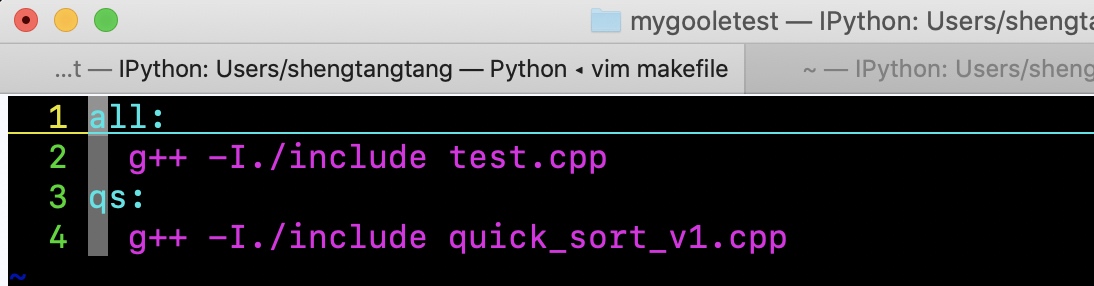 mygooletest — IPython: Users/shengta
...t — IPython: Users/shengtangtang — Python ◂ vim makefile
~ — IPython: Users/sheng
1 all:
2   g++ -I./include test.cpp
3 qs:
4   g++ -I./include quick_sort_v1.cpp
~